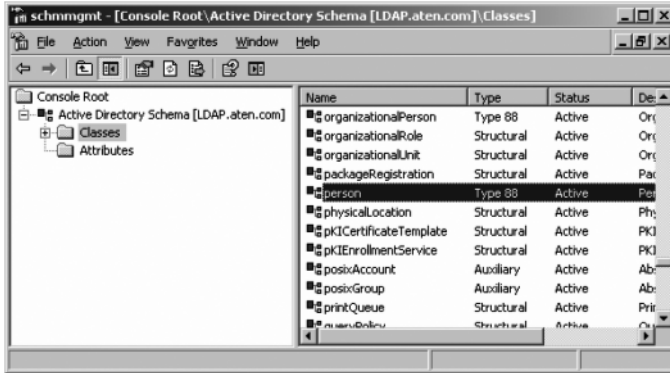 schmmgmt - [Console Root\Active Directory Schema [LDAP.aten.com]\Classes]
File Action View Favorites Window Help
Console Root
Active Directory Schema [LDAP.aten.com]
Classes
Attributes
Name Type Status
organizationalPerson Type 88 Active
organizationalRole Structural Active
organizationalUnit Structural Active
packageRegistration Structural Active
person Type 88 Active
physicalLocation Structural Active
pKICertificateTemplate Structural Active
pKIEnrollmentService Structural Active
posixAccount Auxiliary Active
posixGroup Auxiliary Active
printQueue Structural Active
queryPolicy Structural Active